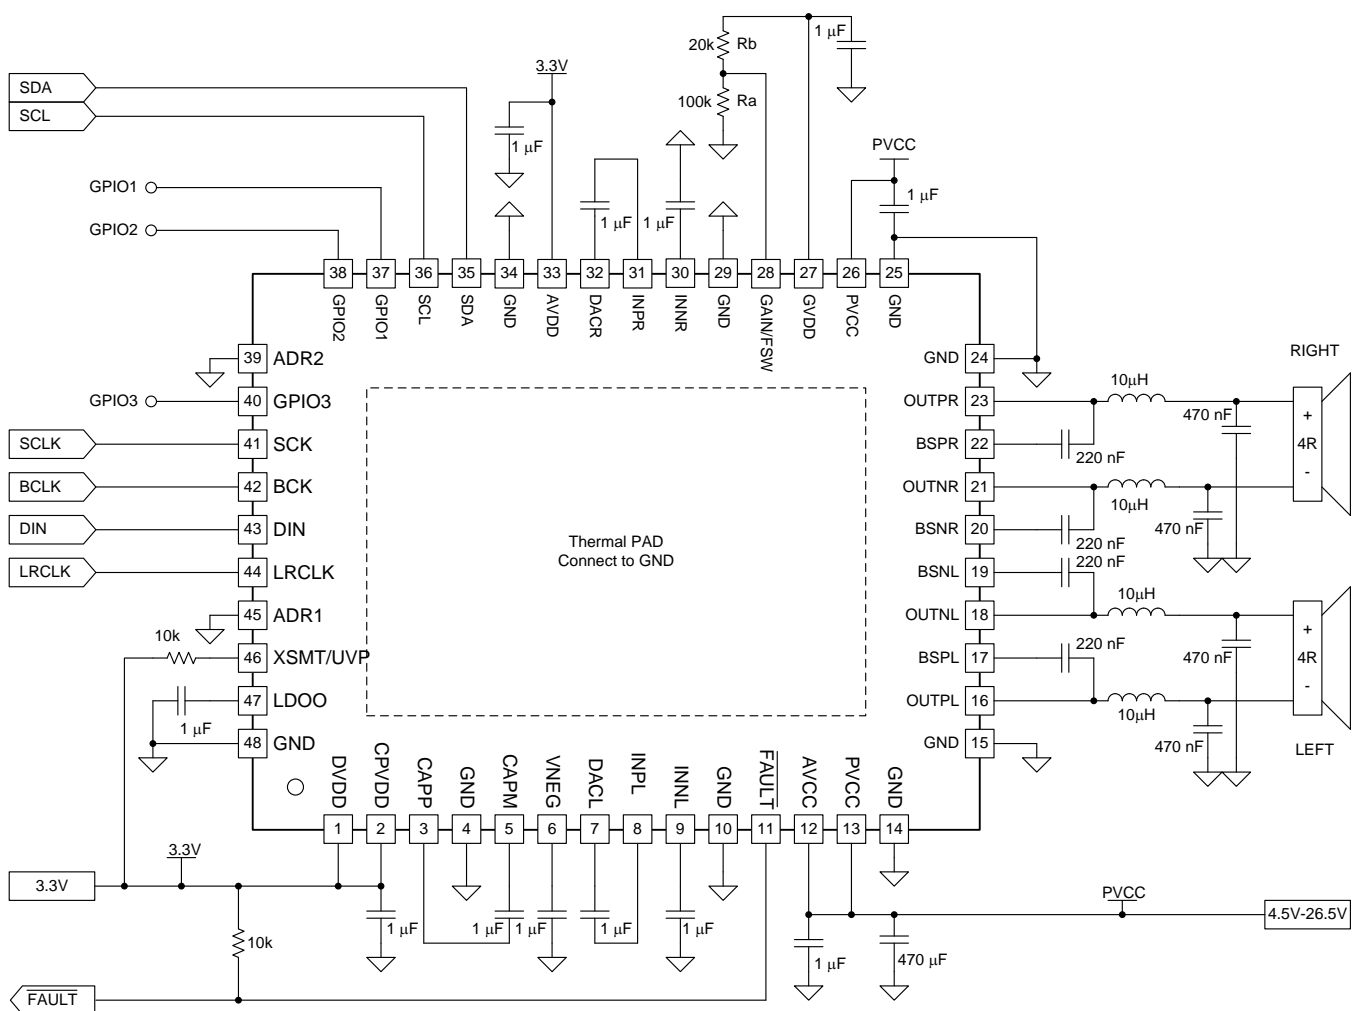 20k
Rb
100k
Ra
1 µF
3.3V
SDA
SCL
1 µF
PVCC
1 µF
GPIO1
GPIO2
1 µF
1 µF
38
37
36
35
34
33
32
31
30
29
28
27
26
25
GPIO2
GPIO1
SCL
SDA
GND
AVDD
DACR
INPR
INNR
GND
GAIN/FSW
GVDD
PVCC
GND
39
ADR2
GPIO3
40
GPIO3
SCLK
41
SCK
BCLK
42
BCK
DIN
43
DIN
LRCLK
44
LRCLK
45
ADR1
10k
46
XSMT/UVP
47
LDOO
1 µF
48
GND
Thermal PAD
Connect to GND
GND
24
RIGHT
OUTPR
23
10µH
470 nF
+
4R
-
BSPR
22
220 nF
OUTNR
21
10µH
470 nF
BSNR
20
220 nF
BSNL
19
220 nF
OUTNL
18
10µH
470 nF
+
4R
-
BSPL
17
220 nF
OUTPL
16
10µH
470 nF
GND
15
LEFT
DVDD
CPVDD
CAPP
GND
CAPM
VNEG
DACL
INPL
INNL
GND
FAULT
AVCC
PVCC
GND
1
2
3
4
5
6
7
8
9
10
11
12
13
14
3.3V
3.3V
10k
1 µF
1 µF
1 µF
1 µF
1 µF
1 µF
470 µF
PVCC
4.5V-26.5V
FAULT